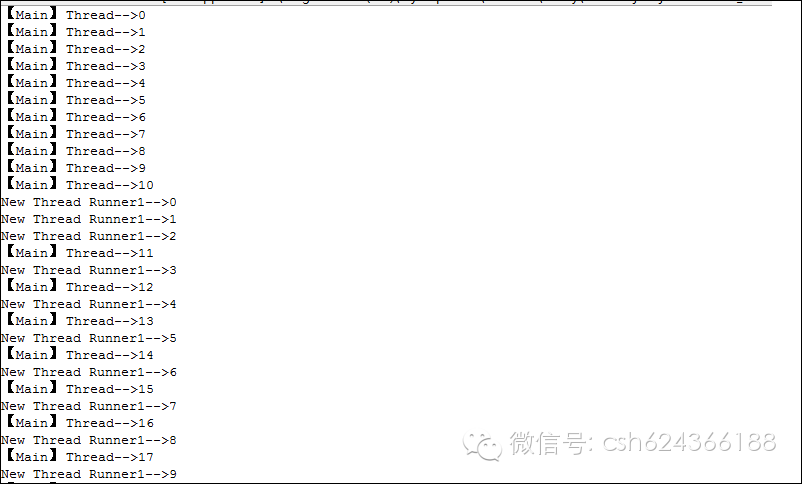 【Main】Thread-->0
【Main】Thread-->1
【Main】Thread-->2
【Main】Thread-->3
【Main】Thread-->4
【Main】Thread-->5
【Main】Thread-->6
【Main】Thread-->7
【Main】Thread-->8
【Main】Thread-->9
【Main】Thread-->10
New Thread Runner1-->0
New Thread Runner1-->1
New Thread Runner1-->2
【Main】Thread-->11
New Thread Runner1-->3
【Main】Thread-->12
New Thread Runner1-->4
【Main】Thread-->13
New Thread Runner1-->5
【Main】Thread-->14
New Thread Runner1-->6
【Main】Thread-->15
New Thread Runner1-->7
【Main】Thread-->16
New Thread Runner1-->8
【Main】Thread-->17
New Thread Runner1-->9
微信号: csh624366188